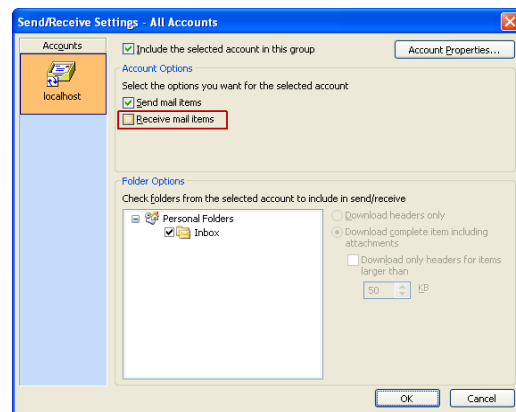 Send/Receive Settings - All Accounts
Accounts
localhost
Include the selected account in this group
Account Properties...
Account Options
Select the options you want for the selected account
Send mail items
Receive mail items
Folder Options
Check folders from the selected account to include in send/receive
Personal Folders
Inbox
Download headers only
Download complete item including
attachments
Download only headers for items
larger than
50 KB
OK
Cancel